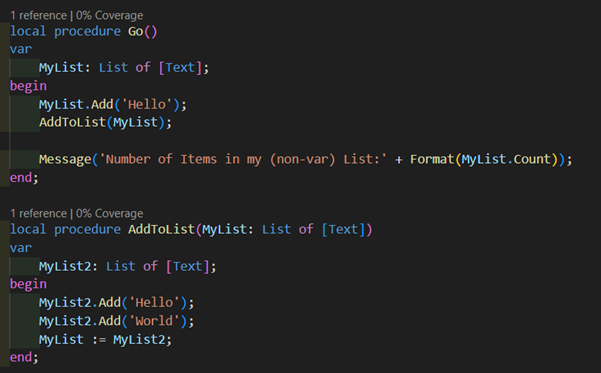 1 reference | 0% Coverage
local procedure Go()
var
    MyList: List of [Text];
begin
    MyList.Add('Hello');
    AddToList(MyList);

    Message('Number of Items in my (non-var) List:' + Format(MyList.Count));
end;

1 reference | 0% Coverage
local procedure AddToList(MyList: List of [Text])
var
    MyList2: List of [Text];
begin
    MyList2.Add('Hello');
    MyList2.Add('World');
    MyList := MyList2;
end;